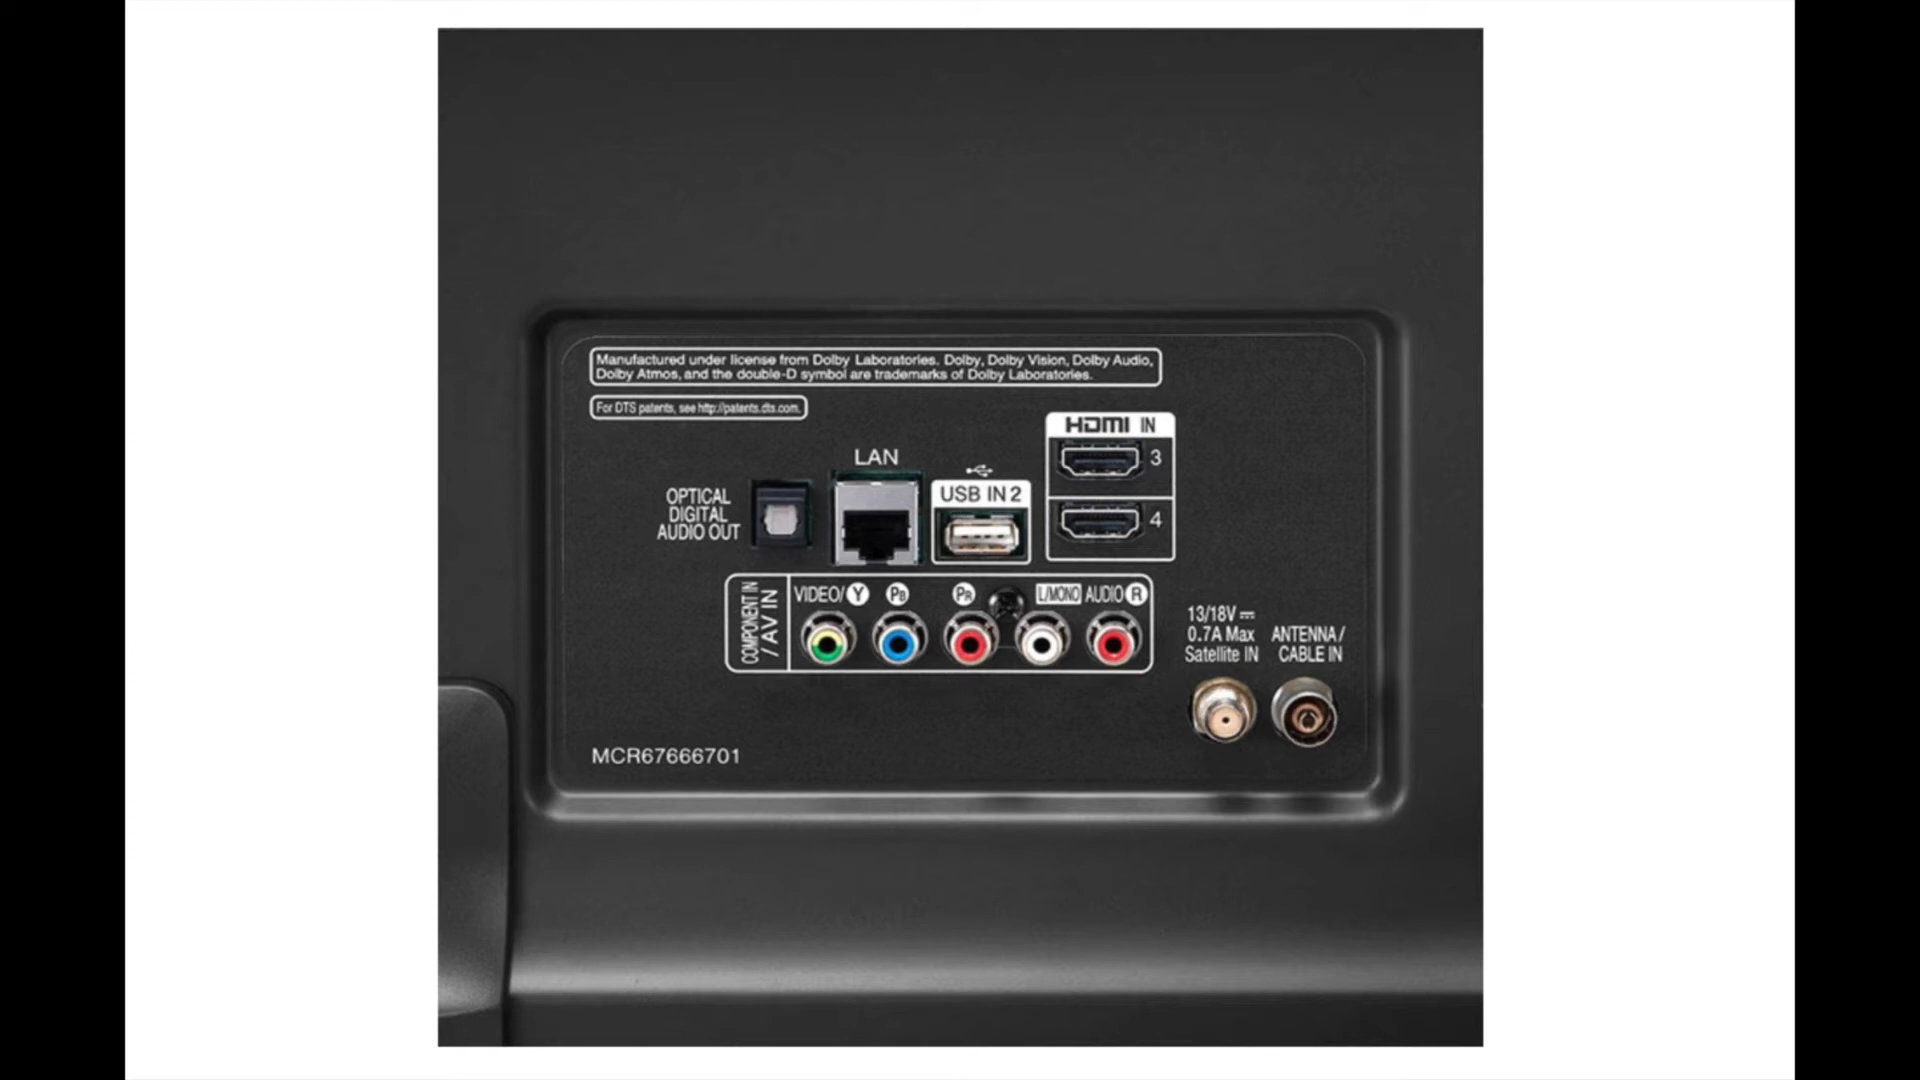 Manufactured under license from Dolby Laboratories. Dolby, Dolby Vision, Dolby Audio,
Dolby Atmos, and the double-D symbol are trademarks of Dolby Laboratories.
For DTS patents, see http://patents.dts.com.
HDMI IN
3
4
LAN
USB IN 2
OPTICAL
DIGITAL
AUDIO OUT
COMPONENT IN
/ AV IN
VIDEO/ Y PB PR L/MONO AUDIO R
13/18V
0.7A Max
Satellite IN
ANTENNA /
CABLE IN
MCR67666701